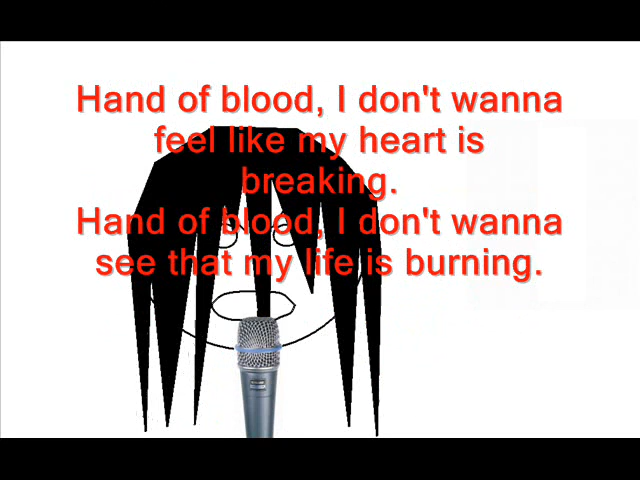 Hand of blood, I don't wanna
feel like my heart is
breaking.
Hand of blood, I don't wanna
see that my life is burning.